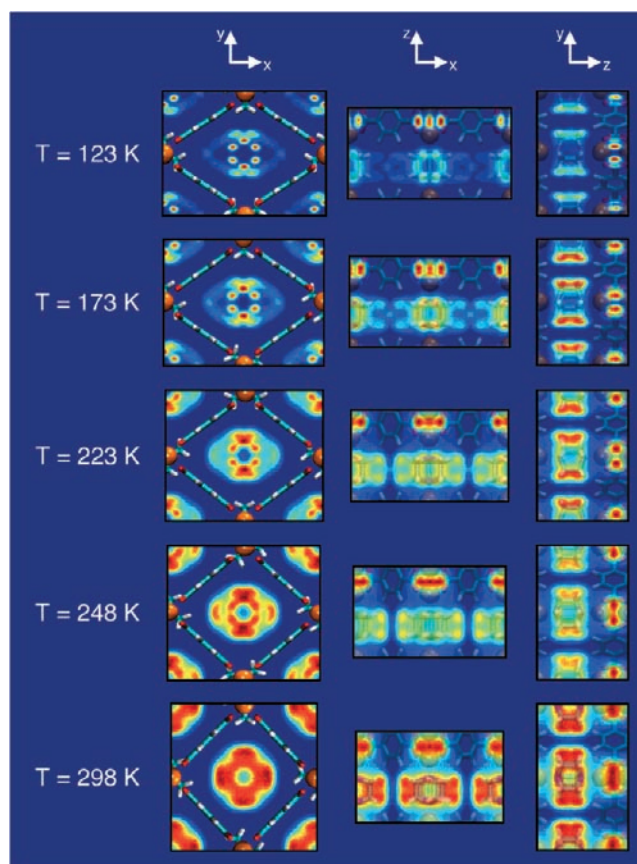 y x z x y z
T = 123 K
T = 173 K
T = 223 K
T = 248 K
T = 298 K